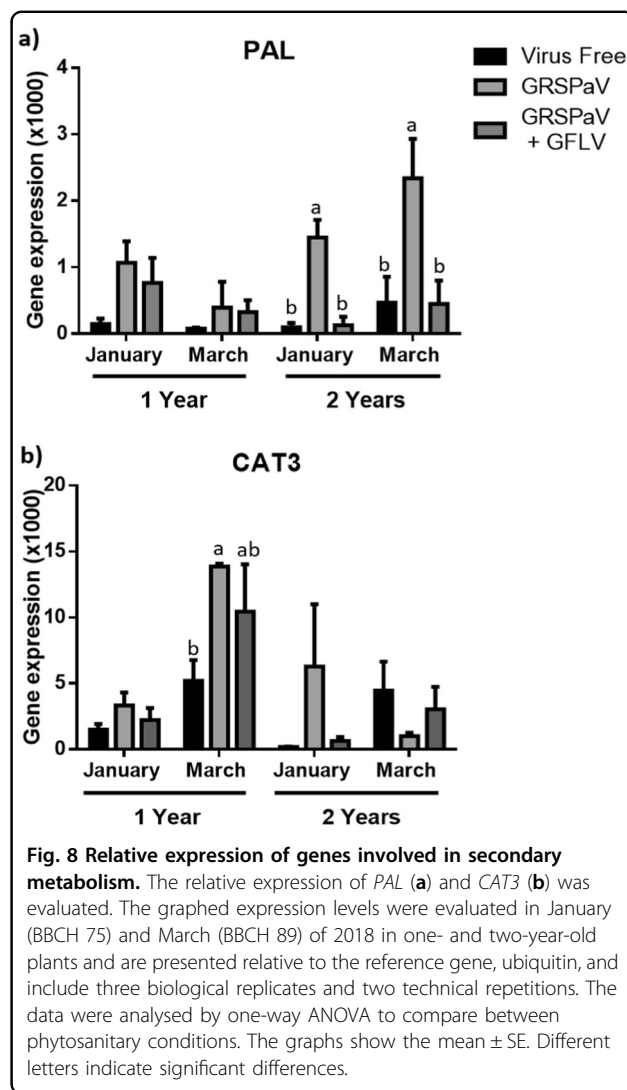 a)
PAL
Virus Free
GRSPaV
GRSPaV
+ GFLV
Gene expression (x1000)
4
3
2
1
0
a
a
b
b
b
b
January
March
January
March
1 Year
2 Years
b)
CAT3
Gene expression (x1000)
20
15
10
5
0
a
ab
b
January
March
January
March
1 Year
2 Years
Fig. 8 Relative expression of genes involved in secondary
metabolism. The relative expression of PAL (a) and CAT3 (b) was
evaluated. The graphed expression levels were evaluated in January
(BBCH 75) and March (BBCH 89) of 2018 in one- and two-year-old
plants and are presented relative to the reference gene, ubiquitin, and
include three biological replicates and two technical repetitions. The
data were analysed by one-way ANOVA to compare between
phytosanitary conditions. The graphs show the mean ± SE. Different
letters indicate significant differences.